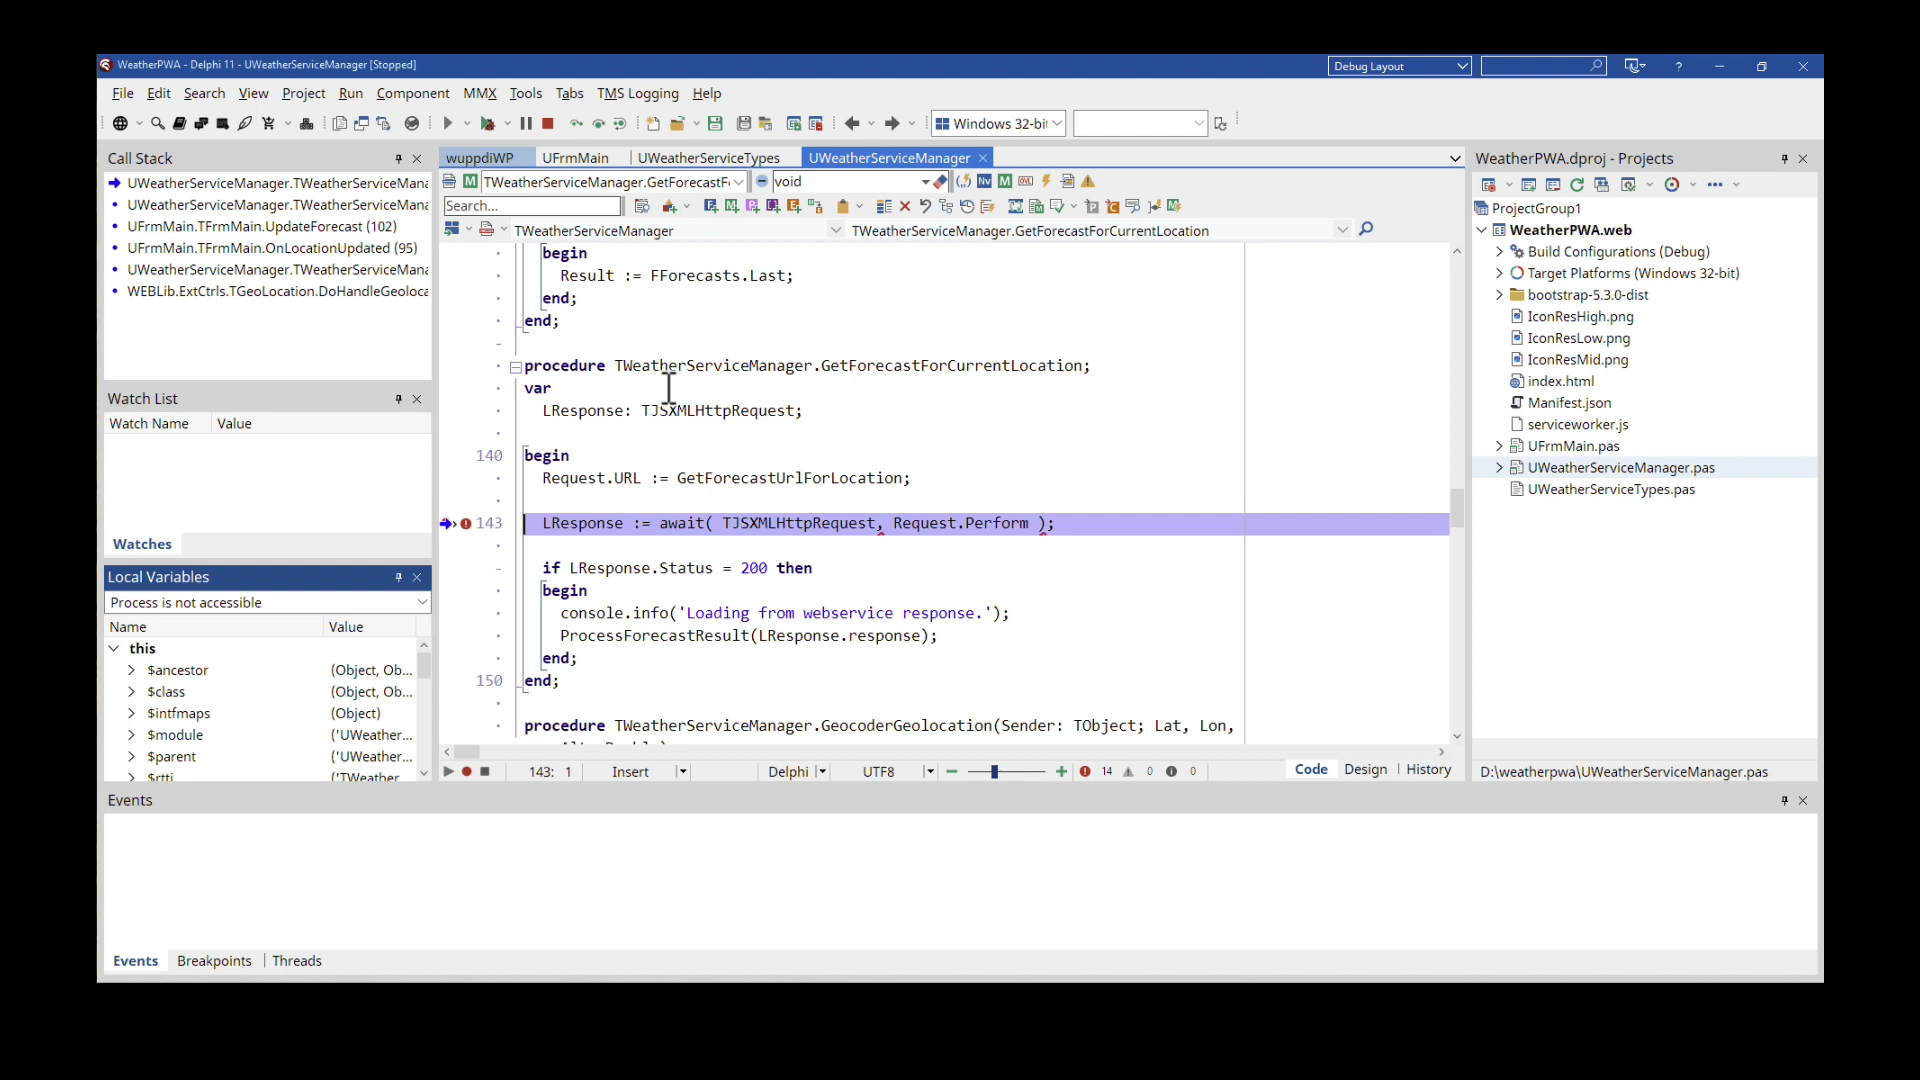 WeatherPWA - Delphi 11 - UWeatherServiceManager [Stopped]
Debug Layout
File Edit Search View Project Run Component MMX Tools Tabs TMS Logging Help
Windows 32-bit
Call Stack
UWeatherServiceManager.TWeatherServiceMana
UWeatherServiceManager.TWeatherServiceMana
UFrmMain.TFrmMain.UpdateForecast (102)
UFrmMain.TFrmMain.OnLocationUpdated (95)
UWeatherServiceManager.TWeatherServiceMana
WEBLib.ExtCtrls.TGeoLocation.DoHandleGeoloca
Watch List
Watch Name Value
Watches
Local Variables
Process is not accessible
Name Value
this
$ancestor (Object, Ob...
$class (Object, Ob...
$intfmaps (Object)
$module ('UWeather...
$parent ('UWeather...
$rtti ('TWeather
wuppdiWP UFrmMain UWeatherServiceTypes UWeatherServiceManager
TWeatherServiceManager.GetForecastF void
Search...
TWeatherServiceManager TWeatherServiceManager.GetForecastForCurrentLocation
begin
Result := FForecasts.Last;
end;
end;
procedure TWeatherServiceManager.GetForecastForCurrentLocation;
var
LResponse: TJSXMLHttpRequest;
140 begin
Request.URL := GetForecastUrlForLocation;
143 LResponse := await( TJSXMLHttpRequest, Request.Perform );
if LResponse.Status = 200 then
begin
console.info('Loading from webservice response.');
ProcessForecastResult(LResponse.response);
end;
150 end;
procedure TWeatherServiceManager.GeocoderGeolocation(Sender: TObject; Lat, Lon,
143: 1 Insert Delphi UTF8 14 0 0 Code Design History
WeatherPWA.dproj - Projects
ProjectGroup1
WeatherPWA.web
Build Configurations (Debug)
Target Platforms (Windows 32-bit)
bootstrap-5.3.0-dist
IconResHigh.png
IconResLow.png
IconResMid.png
index.html
Manifest.json
serviceworker.js
UFrmMain.pas
UWeatherServiceManager.pas
UWeatherServiceTypes.pas
D:\weatherpwa\UWeatherServiceManager.pas
Events
Events Breakpoints Threads